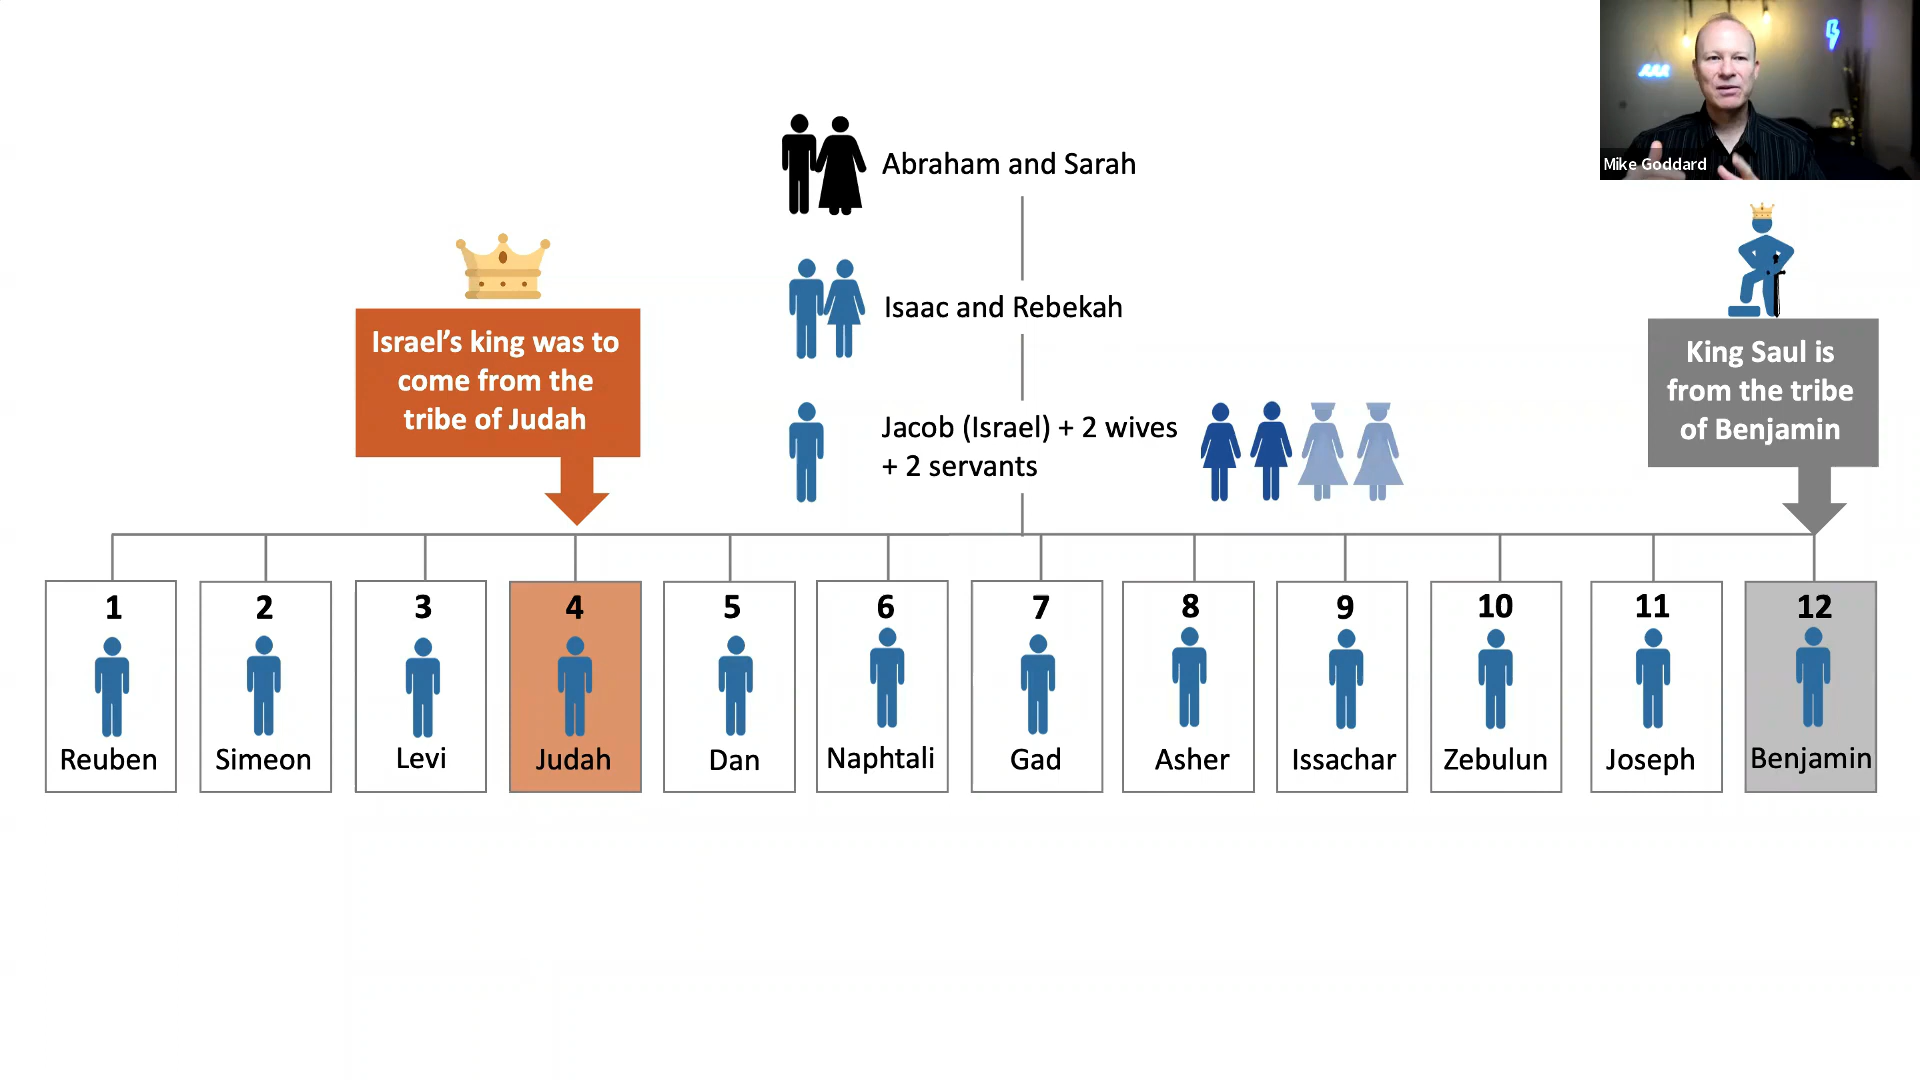 Mike Goddard
Abraham and Sarah
Isaac and Rebekah
Israel's king was to
come from the
tribe of Judah
King Saul is
from the tribe
of Benjamin
Jacob (Israel) + 2 wives
+ 2 servants
1
Reuben
2
Simeon
3
Levi
4
Judah
5
Dan
6
Naphtali
7
Gad
8
Asher
9
Issachar
10
Zebulun
11
Joseph
12
Benjamin